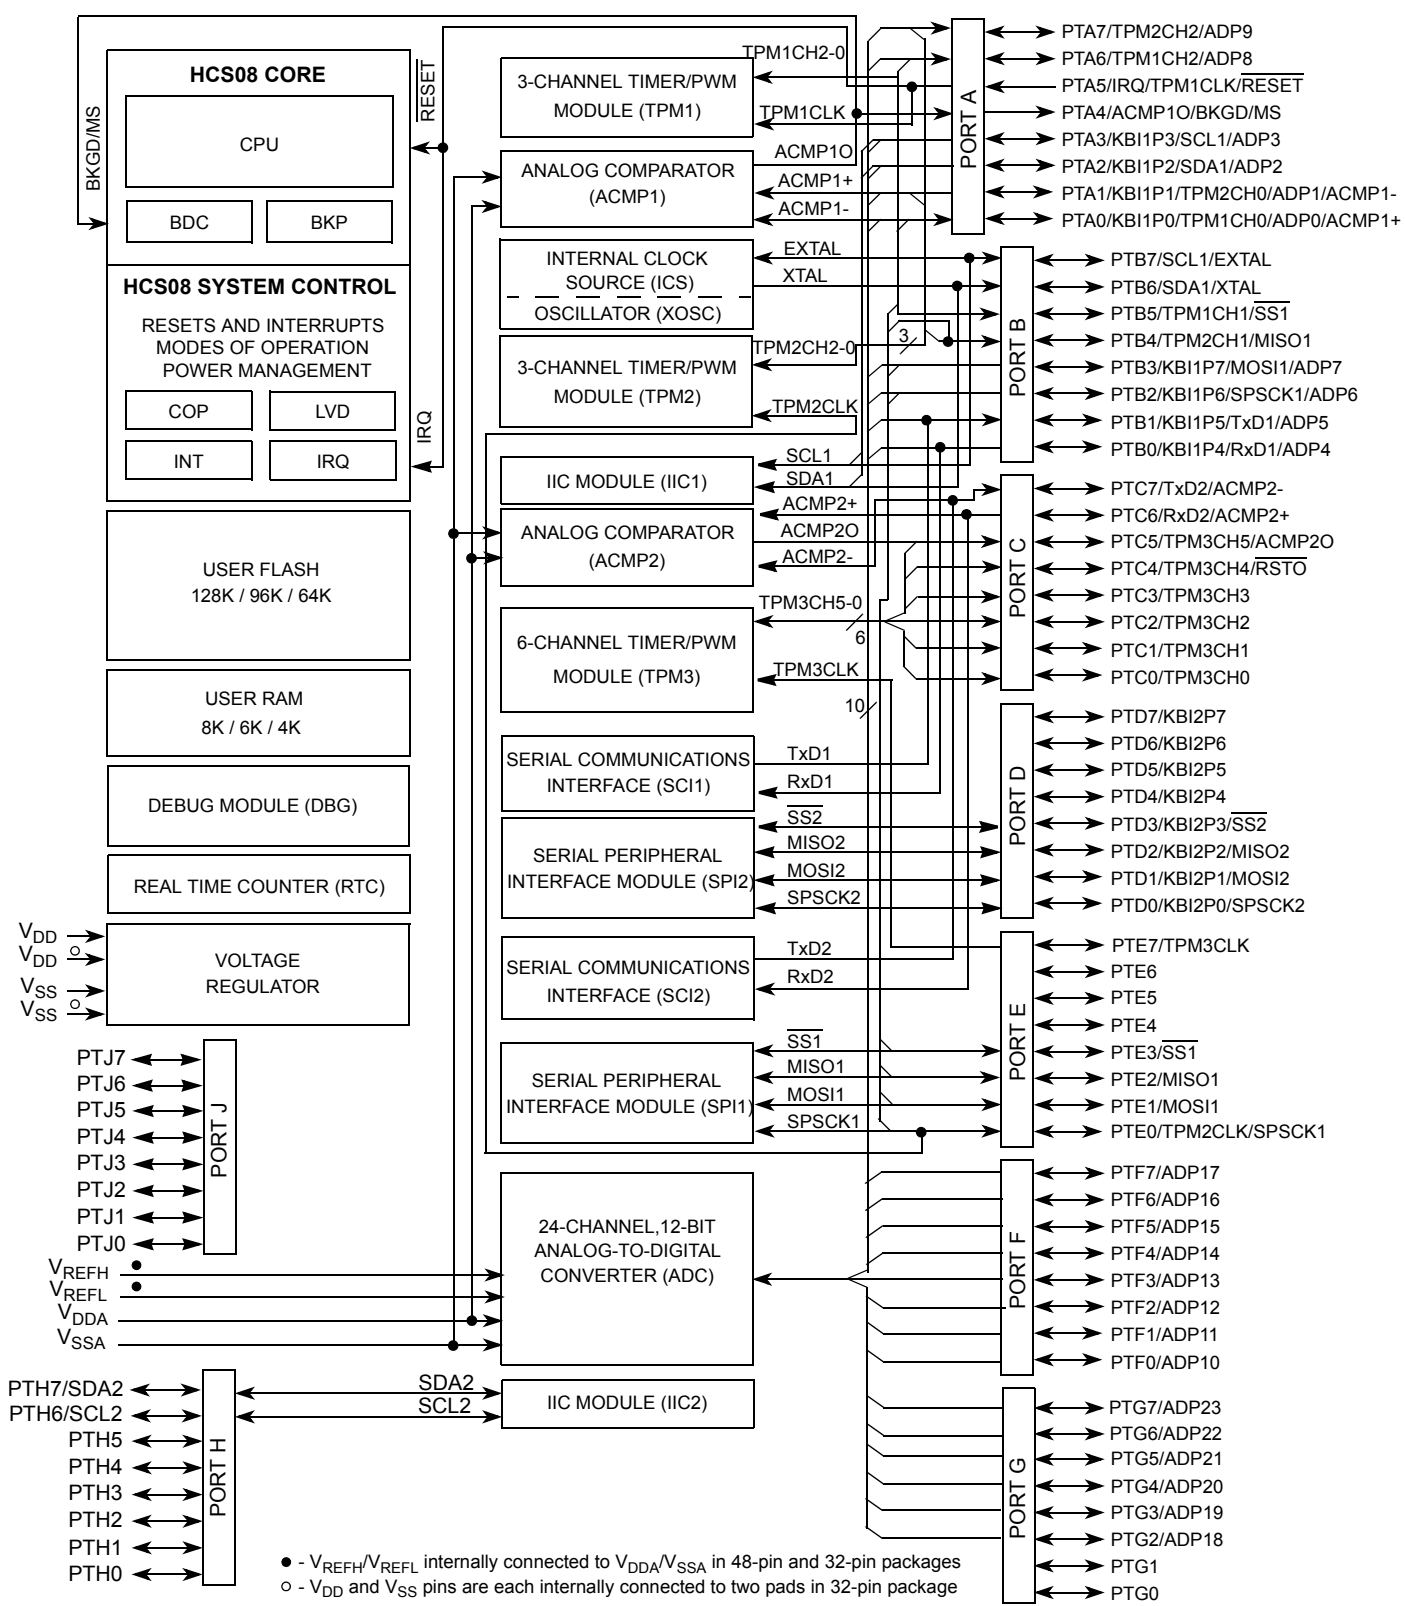 HCS08 CORE
CPU
BDC
BKP
BKGD/MS
RESET
HCS08 SYSTEM CONTROL
RESETS AND INTERRUPTS
MODES OF OPERATION
POWER MANAGEMENT
COP
LVD
INT
IRQ
IRQ
USER FLASH
128K / 96K / 64K
USER RAM
8K / 6K / 4K
DEBUG MODULE (DBG)
REAL TIME COUNTER (RTC)
VOLTAGE
REGULATOR
VDD
VDD
VSS
VSS
PTJ7
PTJ6
PTJ5
PTJ4
PTJ3
PTJ2
PTJ1
PTJ0
PORT J
VREFH
VREFL
VDDA
VSSA
PTH7/SDA2
PTH6/SCL2
PTH5
PTH4
PTH3
PTH2
PTH1
PTH0
PORT H
SDA2
SCL2
3-CHANNEL TIMER/PWM
MODULE (TPM1)
TPM1CH2-0
TPM1CLK
ANALOG COMPARATOR
(ACMP1)
ACMP1O
ACMP1+
ACMP1-
INTERNAL CLOCK
SOURCE (ICS)
OSCILLATOR (XOSC)
EXTAL
XTAL
3-CHANNEL TIMER/PWM
MODULE (TPM2)
TPM2CH2-0
3
TPM2CLK
IIC MODULE (IIC1)
SCL1
SDA1
ANALOG COMPARATOR
(ACMP2)
ACMP2+
ACMP2O
ACMP2-
6-CHANNEL TIMER/PWM
MODULE (TPM3)
TPM3CH5-0
6
TPM3CLK
10
SERIAL COMMUNICATIONS
INTERFACE (SCI1)
TxD1
RxD1
SERIAL PERIPHERAL
INTERFACE MODULE (SPI2)
SS2
MISO2
MOSI2
SPSCK2
SERIAL COMMUNICATIONS
INTERFACE (SCI2)
TxD2
RxD2
SERIAL PERIPHERAL
INTERFACE MODULE (SPI1)
SS1
MISO1
MOSI1
SPSCK1
24-CHANNEL,12-BIT
ANALOG-TO-DIGITAL
CONVERTER (ADC)
IIC MODULE (IIC2)
PORT A
PTA7/TPM2CH2/ADP9
PTA6/TPM1CH2/ADP8
PTA5/IRQ/TPM1CLK/RESET
PTA4/ACMP1O/BKGD/MS
PTA3/KBI1P3/SCL1/ADP3
PTA2/KBI1P2/SDA1/ADP2
PTA1/KBI1P1/TPM2CH0/ADP1/ACMP1-
PTA0/KBI1P0/TPM1CH0/ADP0/ACMP1+
PORT B
PTB7/SCL1/EXTAL
PTB6/SDA1/XTAL
PTB5/TPM1CH1/SS1
PTB4/TPM2CH1/MISO1
PTB3/KBI1P7/MOSI1/ADP7
PTB2/KBI1P6/SPSCK1/ADP6
PTB1/KBI1P5/TxD1/ADP5
PTB0/KBI1P4/RxD1/ADP4
PORT C
PTC7/TxD2/ACMP2-
PTC6/RxD2/ACMP2+
PTC5/TPM3CH5/ACMP2O
PTC4/TPM3CH4/RSTO
PTC3/TPM3CH3
PTC2/TPM3CH2
PTC1/TPM3CH1
PTC0/TPM3CH0
PORT D
PTD7/KBI2P7
PTD6/KBI2P6
PTD5/KBI2P5
PTD4/KBI2P4
PTD3/KBI2P3/SS2
PTD2/KBI2P2/MISO2
PTD1/KBI2P1/MOSI2
PTD0/KBI2P0/SPSCK2
PORT E
PTE7/TPM3CLK
PTE6
PTE5
PTE4
PTE3/SS1
PTE2/MISO1
PTE1/MOSI1
PTE0/TPM2CLK/SPSCK1
PORT F
PTF7/ADP17
PTF6/ADP16
PTF5/ADP15
PTF4/ADP14
PTF3/ADP13
PTF2/ADP12
PTF1/ADP11
PTF0/ADP10
PORT G
PTG7/ADP23
PTG6/ADP22
PTG5/ADP21
PTG4/ADP20
PTG3/ADP19
PTG2/ADP18
PTG1
PTG0
● - VREFH/VREFL internally connected to VDDA/VSSA in 48-pin and 32-pin packages
○ - VDD and VSS pins are each internally connected to two pads in 32-pin package